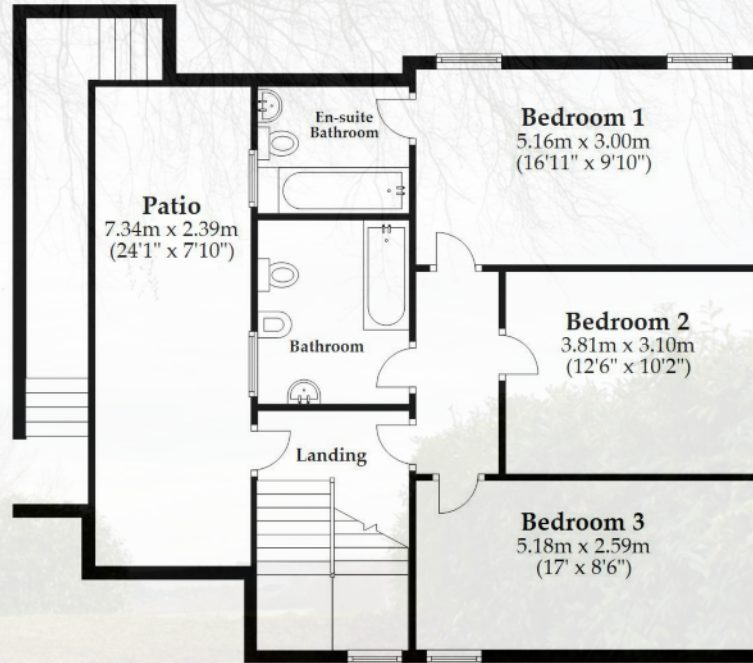 En-suite
Bathroom
Bedroom 1
5.16m x 3.00m
(16'11" x 9'10")
Patio
7.34m x 2.39m
(24'1" x 7'10")
Bathroom
Bedroom 2
3.81m x 3.10m
(12'6" x 10'2")
Landing
Bedroom 3
5.18m x 2.59m
(17' x 8'6")